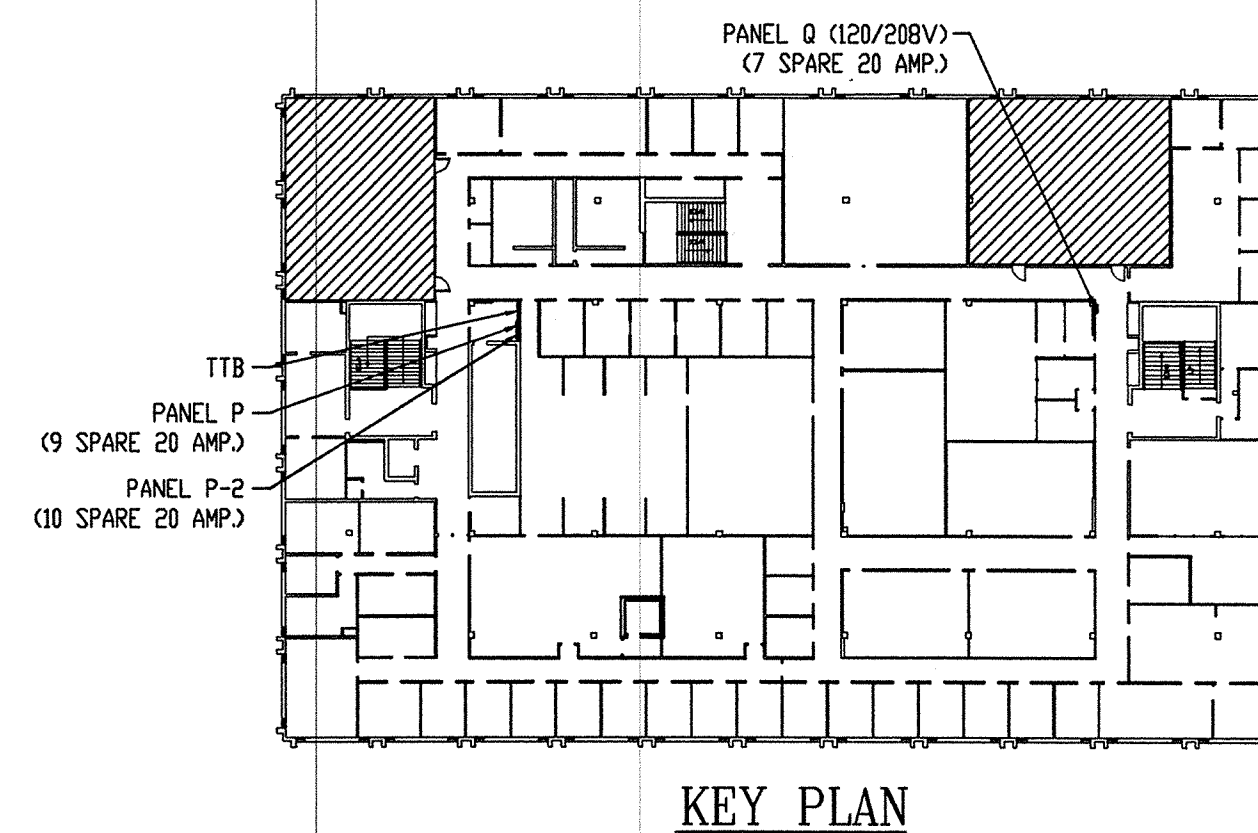 PANEL Q (120/208V)
(7 SPARE 20 AMP.)
TTB
PANEL P
(9 SPARE 20 AMP.)
PANEL P-2
(10 SPARE 20 AMP.)
KEY PLAN